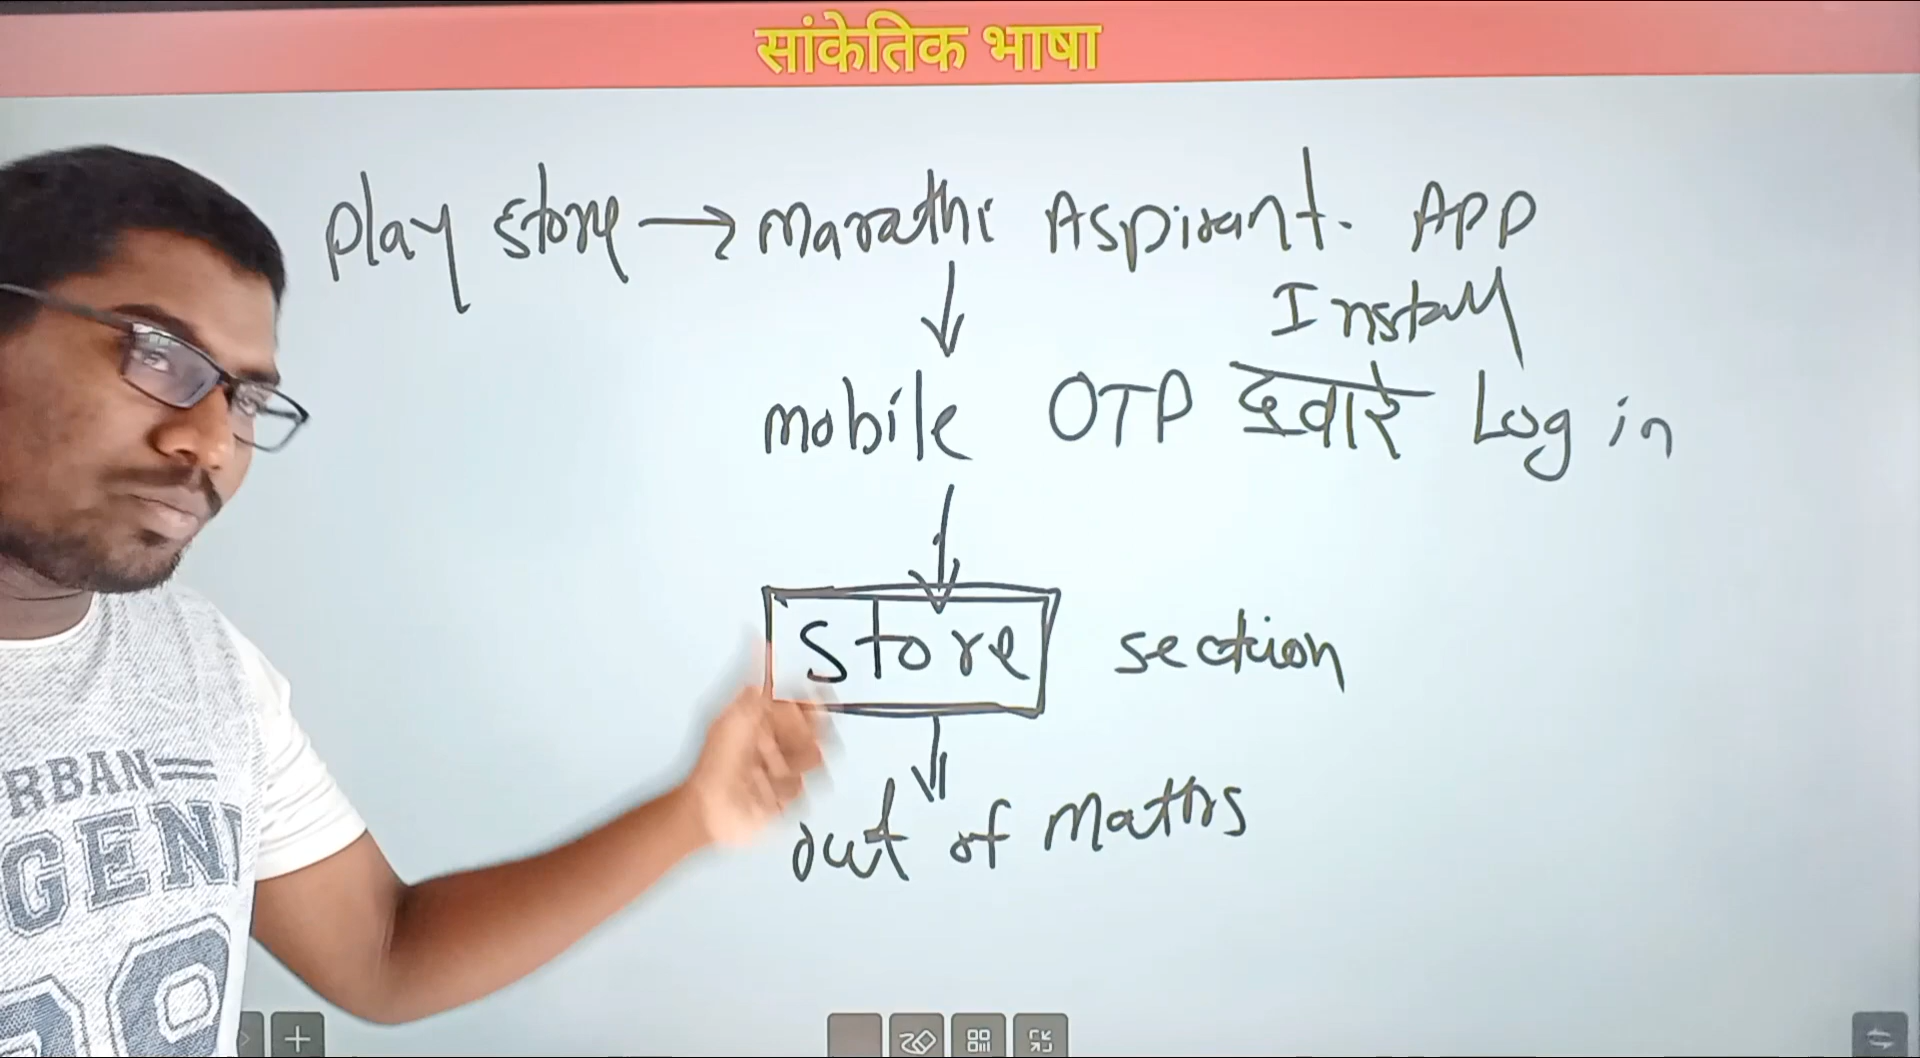 सांकेतिक भाषा
Play Store → Marathi Aspirant. APP
Install
mobile OTP द्वारे Log in
Store section
out of Maths
RBAN
GEN